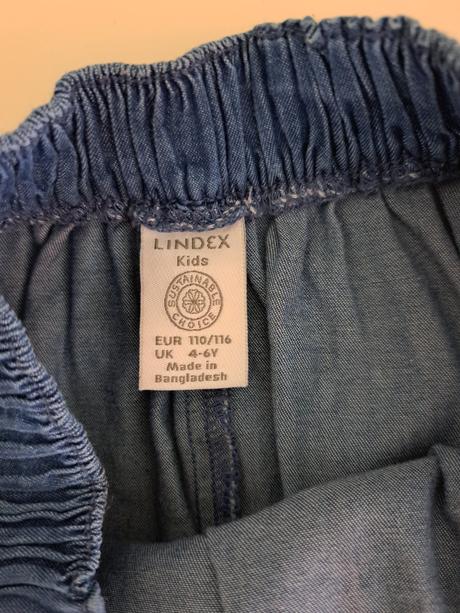 LINDEX
Kids
SUSTAINABLE
CHOICE
EUR 110/116
UK 4-6Y
Made in
Bangladesh